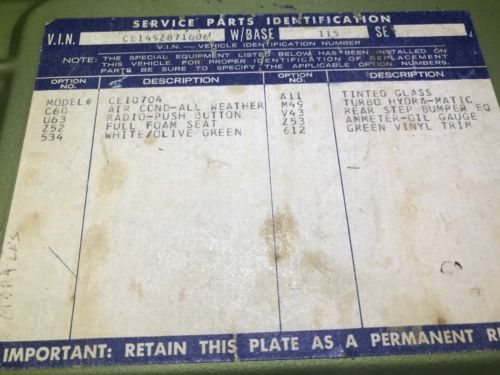 SERVICE PARTS IDENTIFICATION
V.I.N. CE149Z871606 W/BASE 115 SE
V.I.N. — VEHICLE IDENTIFICATION NUMBER
NOTE: THE SPECIAL EQUIPMENT LISTED BELOW HAS BEEN INSTALLED ON
THIS VEHICLE. FOR PROPER IDENTIFICATION OF REPLACEMENT
PARTS BE SURE TO SPECIFY THE APPLICABLE OPTION NUMBERS.
OPTION NO. DESCRIPTION OPTION NO. DESCRIPTION
MODEL# CE10704 A11 TINTED GLASS
C60 AIR COND-ALL WEATHER M49 TURBO HYDRA-MATIC
U63 RADIO-PUSH BUTTON V43 REAR STEP BUMPER EQ
Z52 FULL FOAM SEAT Z53 AMMETER-OIL GAUGE
534 WHITE/OLIVE GREEN 612 GREEN VINYL TRIM
IMPORTANT: RETAIN THIS PLATE AS A PERMANENT RE